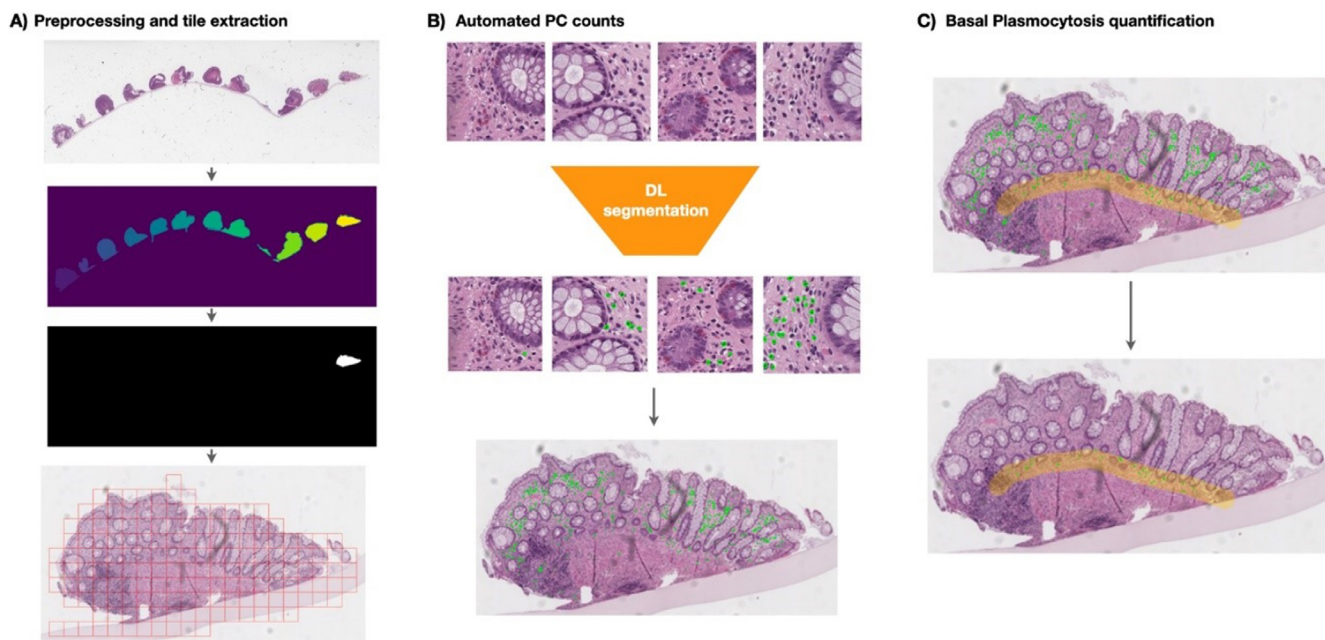 A) Preprocessing and tile extraction
B) Automated PC counts
C) Basal Plasmocytosis quantification
DL
segmentation